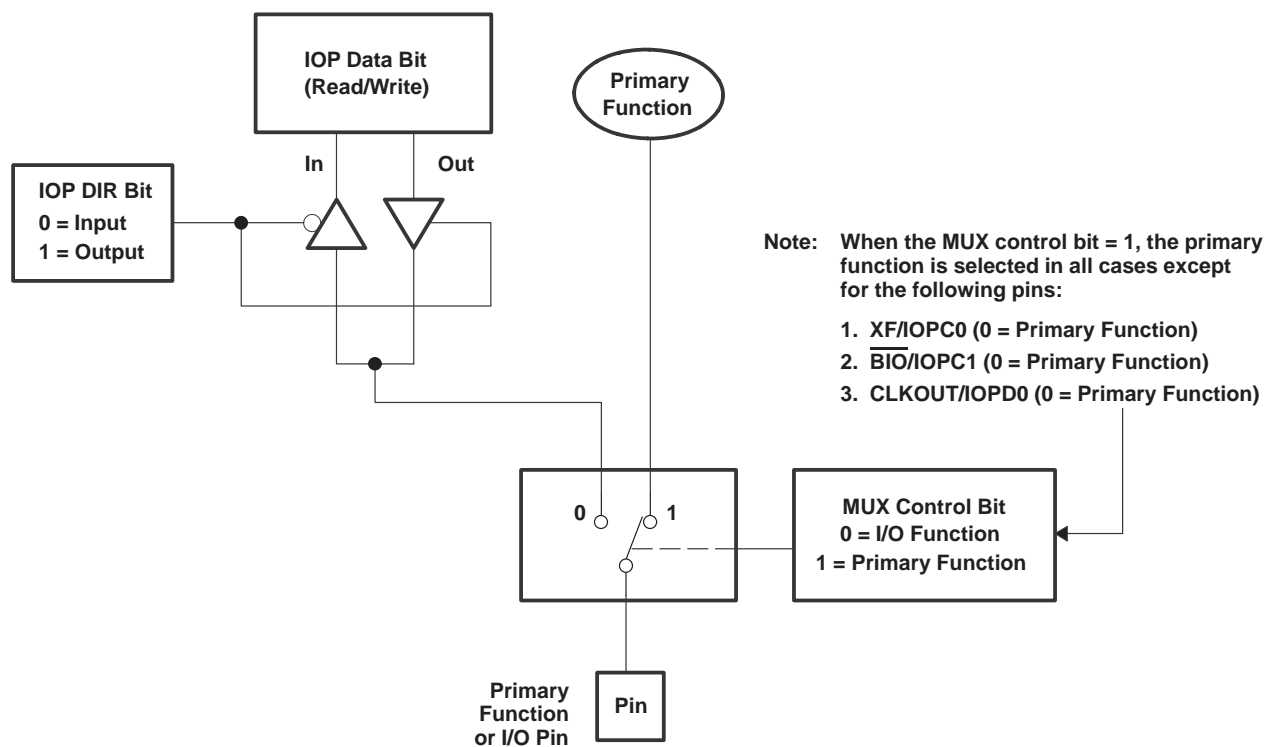 IOP Data Bit
(Read/Write)
Primary
Function
In
Out
IOP DIR Bit
0 = Input
1 = Output
Note: When the MUX control bit = 1, the primary
function is selected in all cases except
for the following pins:
1. XF/IOPC0 (0 = Primary Function)
2. B̅I̅O̅/IOPC1 (0 = Primary Function)
3. CLKOUT/IOPD0 (0 = Primary Function)
0
1
MUX Control Bit
0 = I/O Function
1 = Primary Function
Primary
Function
or I/O Pin
Pin